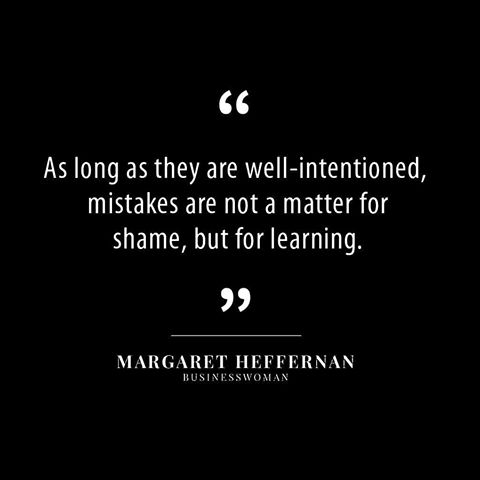 “
As long as they are well-intentioned,
mistakes are not a matter for
shame, but for learning.
”
MARGARET HEFFERNAN
BUSINESSWOMAN